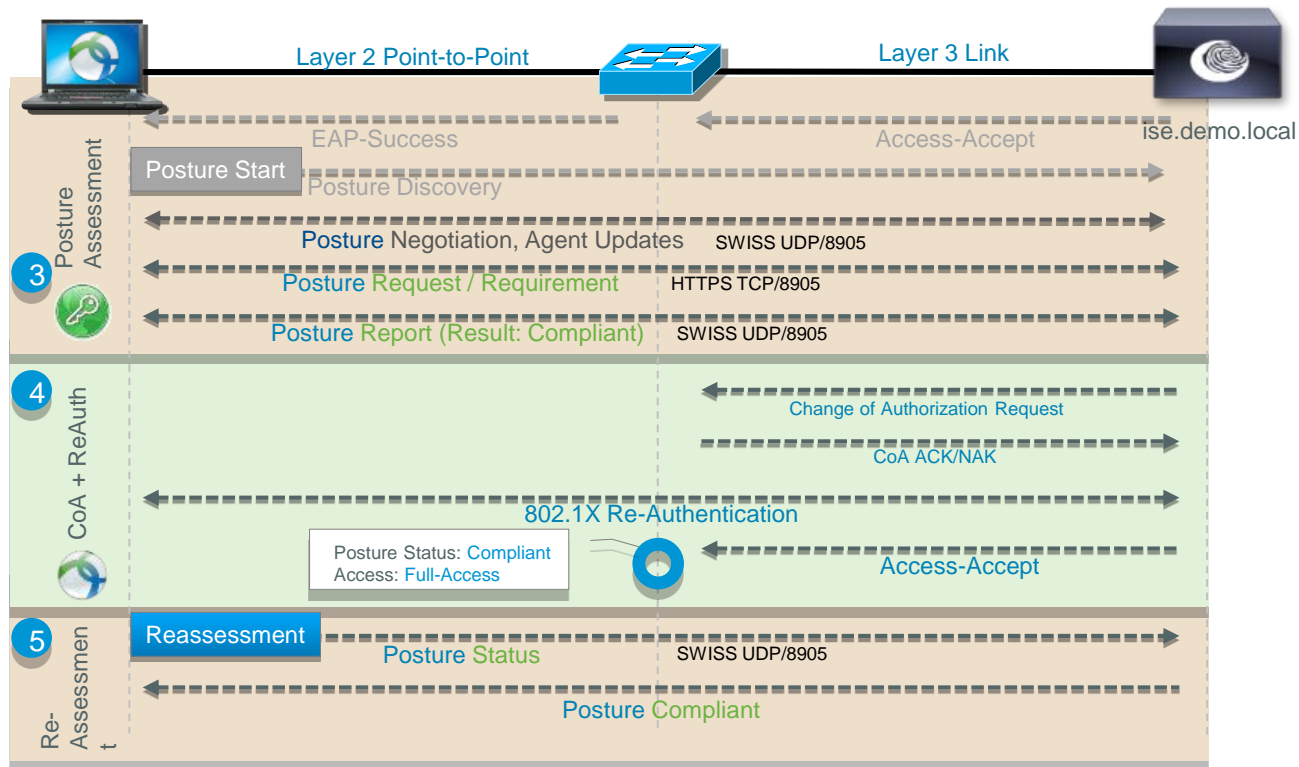 Layer 2 Point-to-Point
Layer 3 Link
ise.demo.local
EAP-Success
Access-Accept
Posture Start
Posture Discovery
3
Posture
Assessment
Posture Negotiation, Agent Updates SWISS UDP/8905
Posture Request / Requirement HTTPS TCP/8905
Posture Report (Result: Compliant) SWISS UDP/8905
4
CoA + ReAuth
Change of Authorization Request
CoA ACK/NAK
802.1X Re-Authentication
Posture Status: Compliant
Access: Full-Access
Access-Accept
5
Re-
Assessmen
t
Reassessment
Posture Status SWISS UDP/8905
Posture Compliant